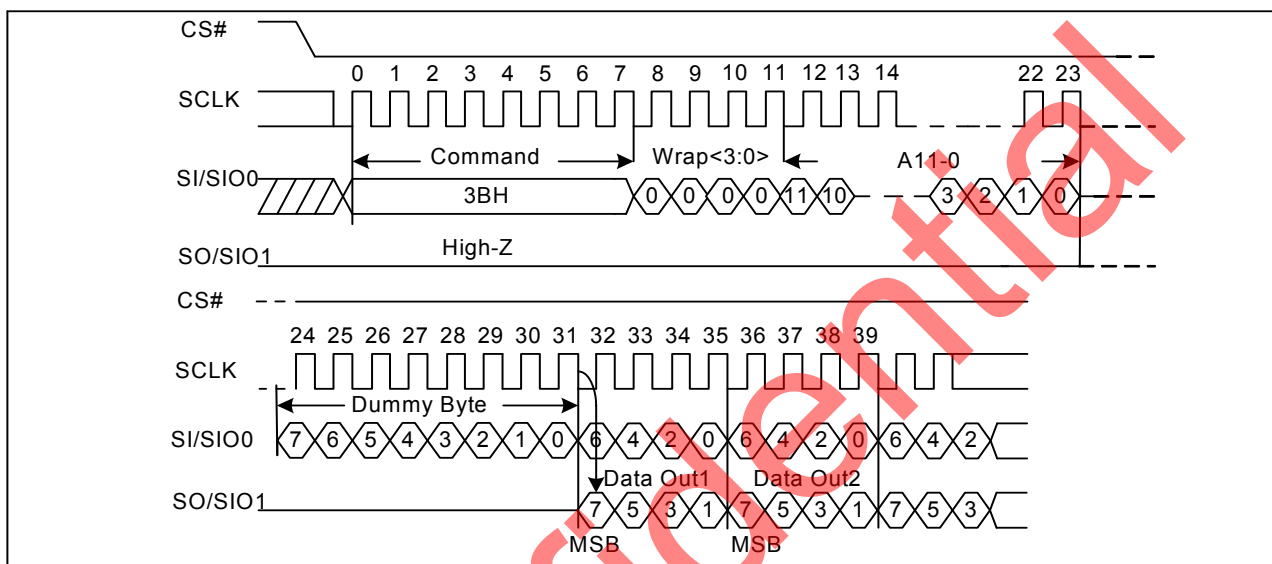 CS#
0 1 2 3 4 5 6 7 8 9 10 11 12 13 14 22 23
SCLK
Command Wrap<3:0> A11-0
SI/SIO0 3BH 0 0 0 0 11 10 3 2 1 0
High-Z
SO/SIO1
CS#
24 25 26 27 28 29 30 31 32 33 34 35 36 37 38 39
SCLK
Dummy Byte
SI/SIO0 7 6 5 4 3 2 1 0 6 4 2 0 6 4 2 0 6 4 2
Data Out1 Data Out2
SO/SIO1 7 5 3 1 7 5 3 1 7 5 3
MSB MSB
fidential